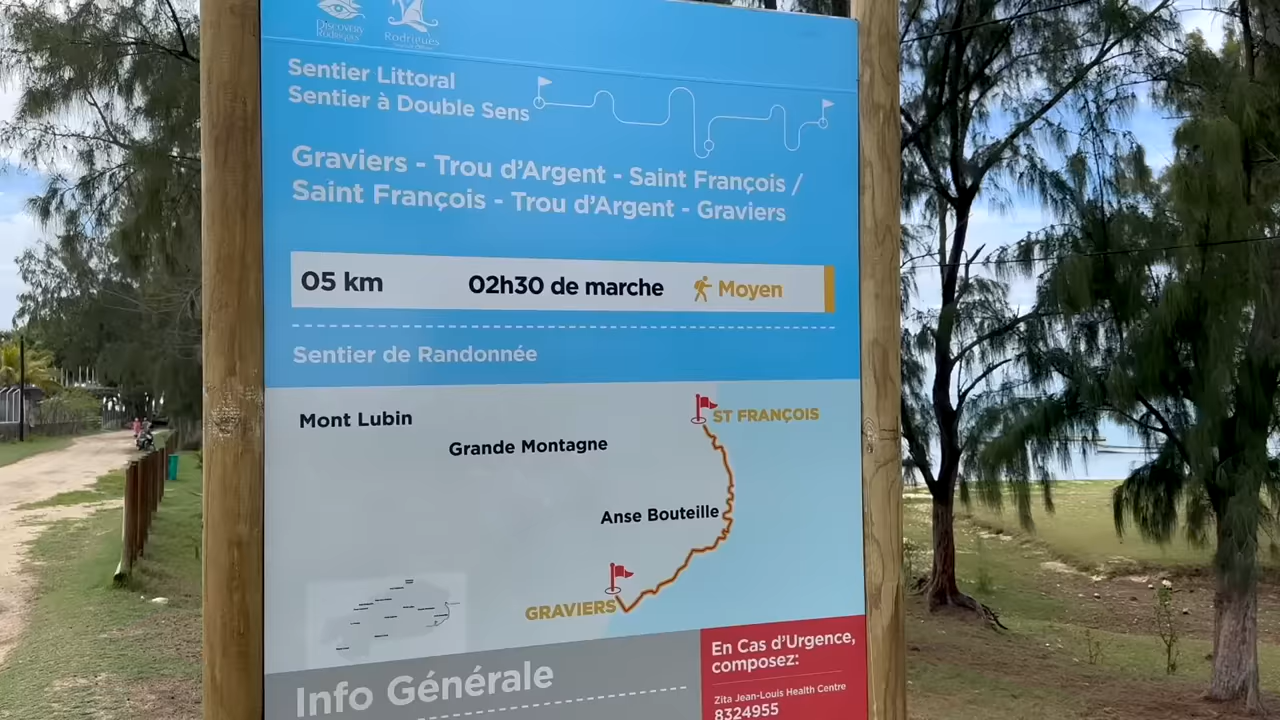 Discovery
Rodrigues
Rodrigues
Sentier Littoral
Sentier à Double Sens
Graviers - Trou d'Argent - Saint François /
Saint François - Trou d'Argent - Graviers
05 km 02h30 de marche Moyen
Sentier de Randonnée
Mont Lubin
ST FRANÇOIS
Grande Montagne
Anse Bouteille
GRAVIERS
Info Générale
En Cas d'Urgence,
composez:
Zita Jean-Louis Health Centre
8324955